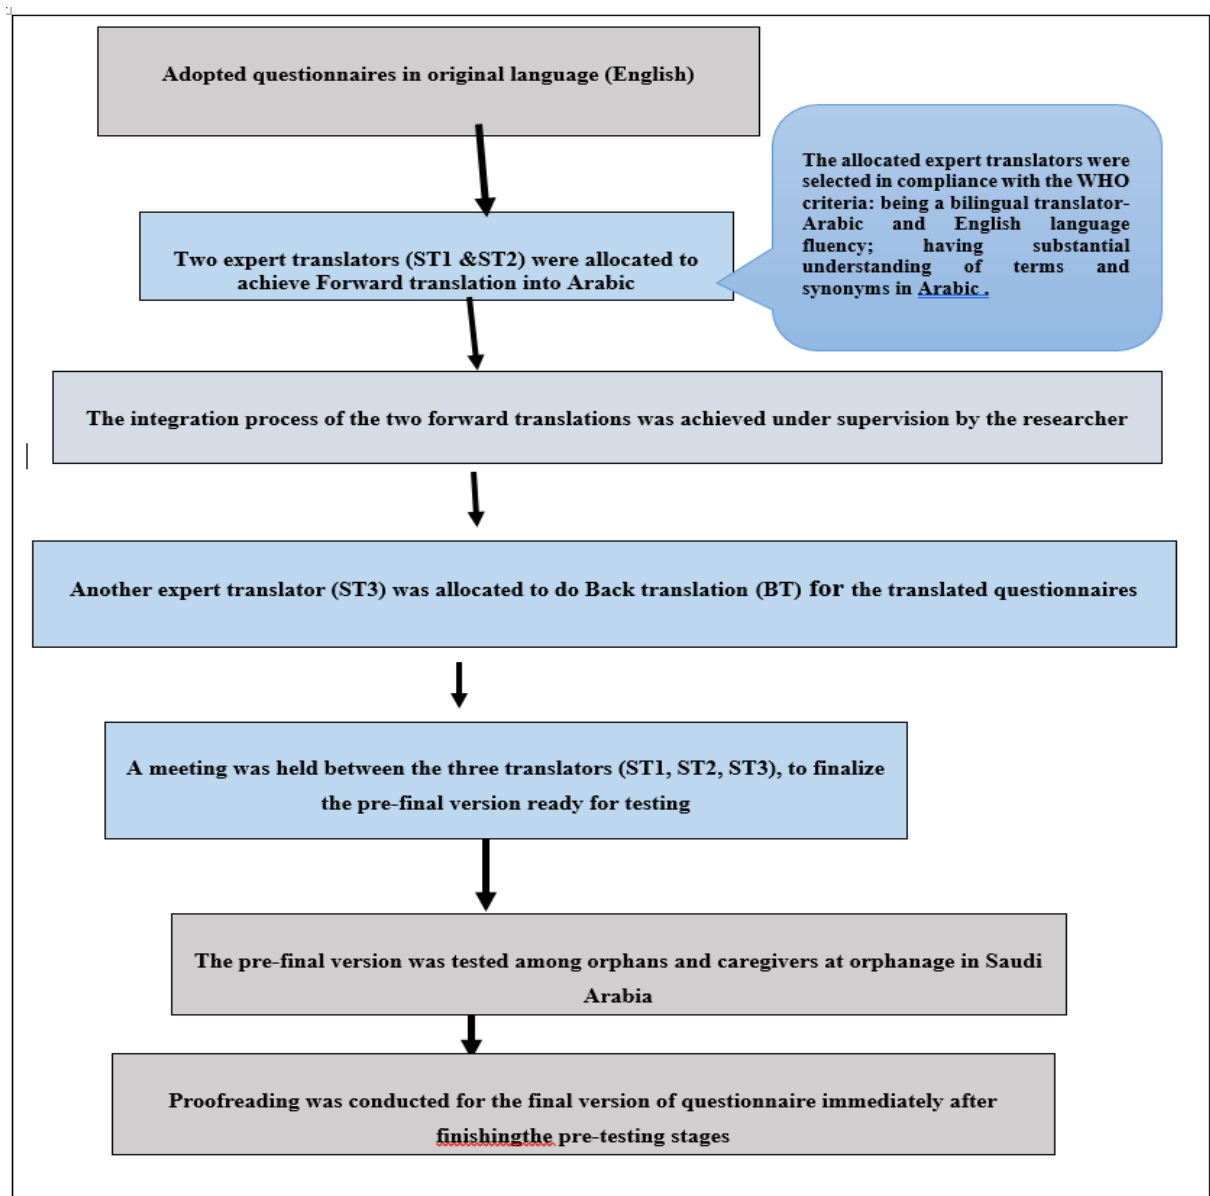 Adopted questionnaires in original language (English)
The allocated expert translators were
selected in compliance with the WHO
criteria: being a bilingual translator-
Arabic and English language
fluency; having substantial
understanding of terms and
synonyms in Arabic .
Two expert translators (ST1 &ST2) were allocated to
achieve Forward translation into Arabic
The integration process of the two forward translations was achieved under supervision by the researcher
Another expert translator (ST3) was allocated to do Back translation (BT) for the translated questionnaires
A meeting was held between the three translators (ST1, ST2, ST3), to finalize
the pre-final version ready for testing
The pre-final version was tested among orphans and caregivers at orphanage in Saudi
Arabia
Proofreading was conducted for the final version of questionnaire immediately after
finishingthe pre-testing stages